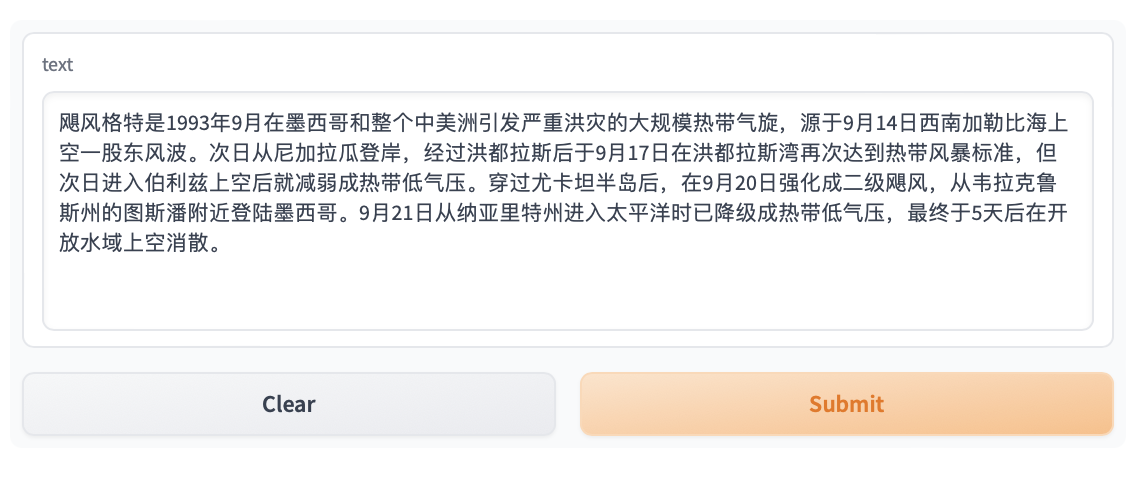 text
飓风格特是1993年9月在墨西哥和整个中美洲引发严重洪灾的大规模热带气旋，源于9月14日西南加勒比海上
空一股东风波。次日从尼加拉瓜登岸，经过洪都拉斯后于9月17日在洪都拉斯湾再次达到热带风暴标准，但
次日进入伯利兹上空后就减弱成热带低气压。穿过尤卡坦半岛后，在9月20日强化成二级飓风，从韦拉克鲁
斯州的图斯潘附近登陆墨西哥。9月21日从纳亚里特州进入太平洋时已降级成热带低气压，最终于5天后在开
放水域上空消散。
Clear
Submit